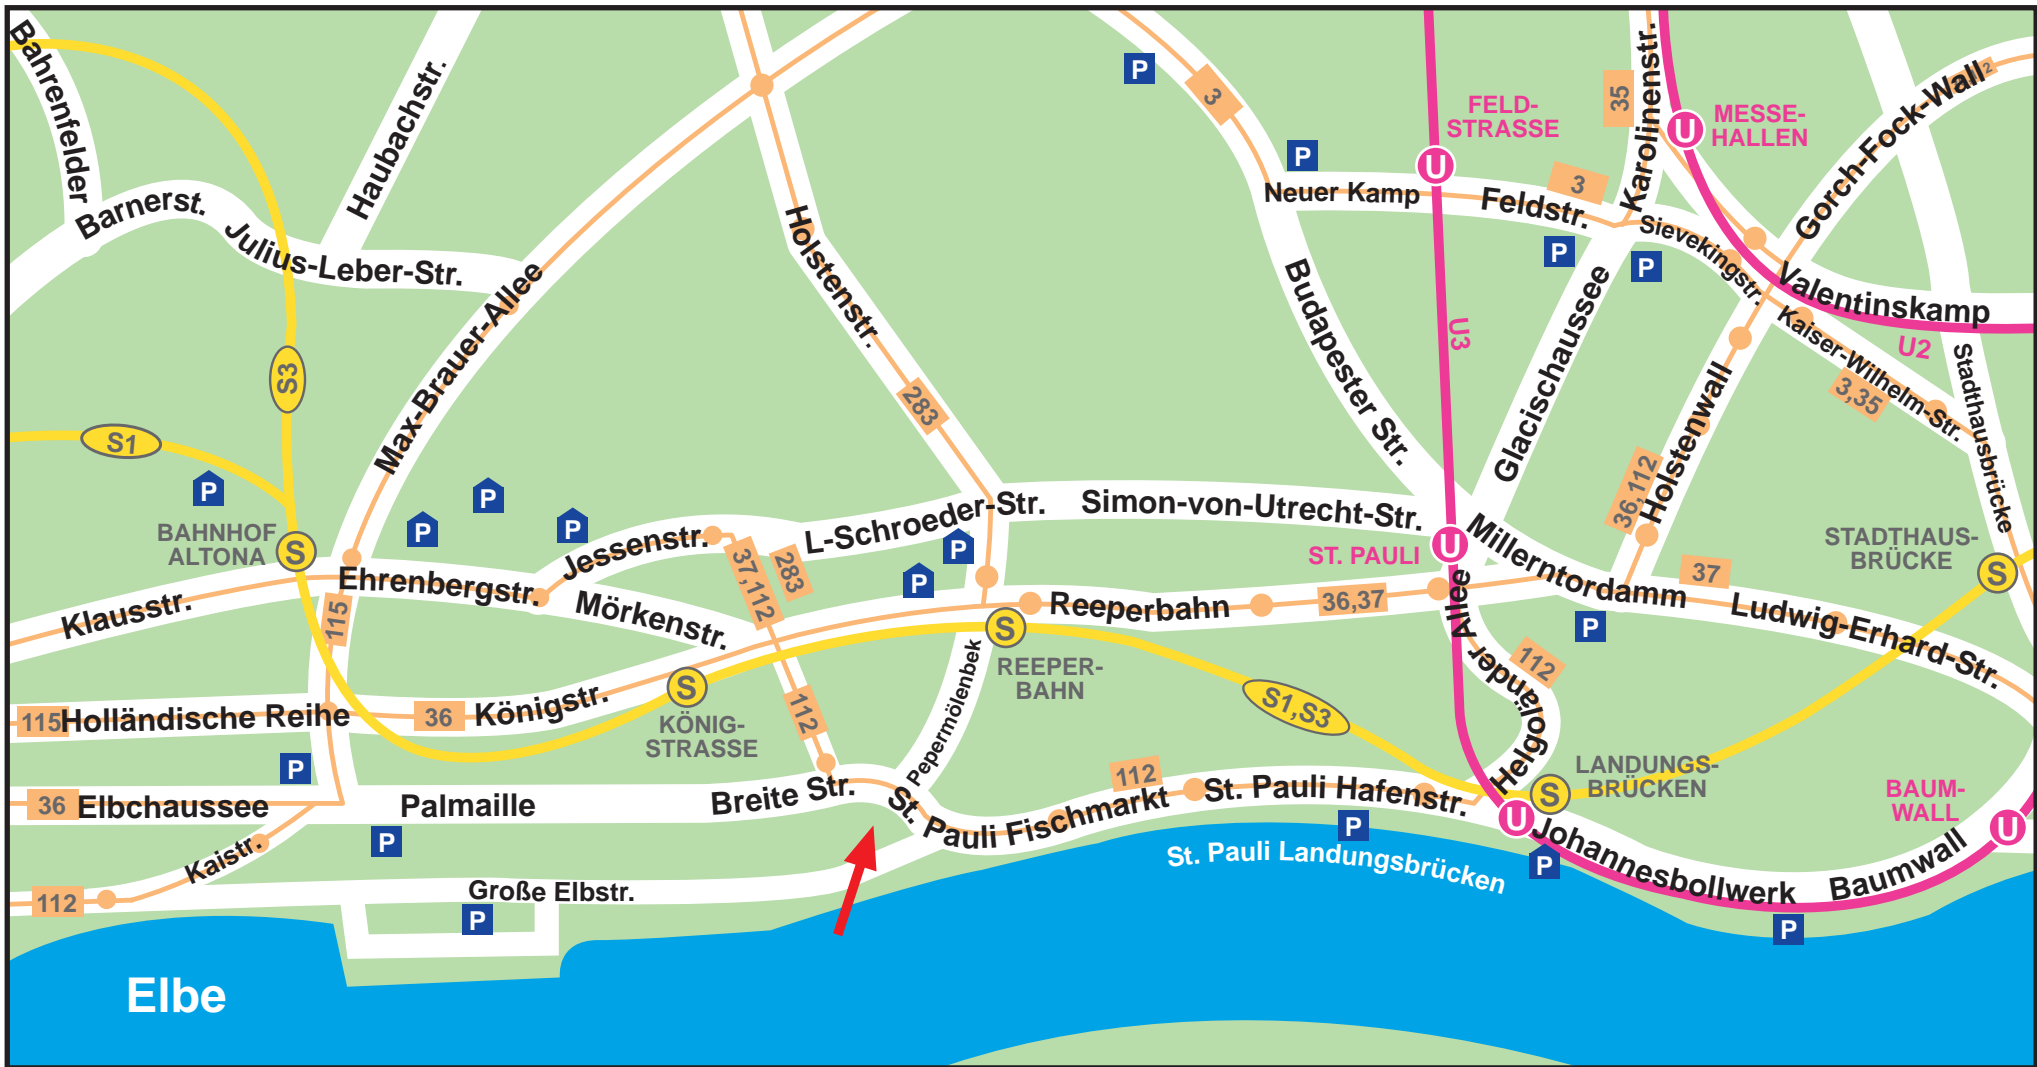 Bahrenfelder
Barnerst.
Julius-Leber-Str.
Haubachstr.
Max-Brauer-Allee
Holstenstr.
283
3
P
P
Neuer Kamp
FELD-
STRASSE
U
Feldstr.
3
35
Karolinenstr.
U
MESSE-
HALLEN
Gorch-Fock-Wall
P
P
Sievekingstr.
Valentinskamp
U2
Kaiser-Wilhelm-Str.
3,35
Stadthausbrücke
Budapester Str.
U3
Glacischaussee
Holstenwall
36,112
S3
S1
P
BAHNHOF
ALTONA
S
P
P
P
Jessenstr.
L-Schroeder-Str.
Simon-von-Utrecht-Str.
ST. PAULI
U
Millerntordamm
37
P
Ludwig-Erhard-Str.
STADTHAUS-
BRÜCKE
S
Klausstr.
Ehrenbergstr.
Mörkenstr.
115
37,112
283
P
P
Reeperbahn
36,37
S
REEPER-
BAHN
Pepermölenbek
S1,S3
Helgoländer
Allee
112
115
Holländische Reihe
36
Königstr.
S
KÖNIG-
STRASSE
112
P
36
Elbchaussee
Palmaille
Breite Str.
St. Pauli Fischmarkt
112
St. Pauli Hafenstr.
S
LANDUNGS-
BRÜCKEN
U
P
P
Kaistr.
P
112
Große Elbstr.
P
St. Pauli Landungsbrücken
Johannesbollwerk
Baumwall
BAUM-
WALL
U
P
Elbe